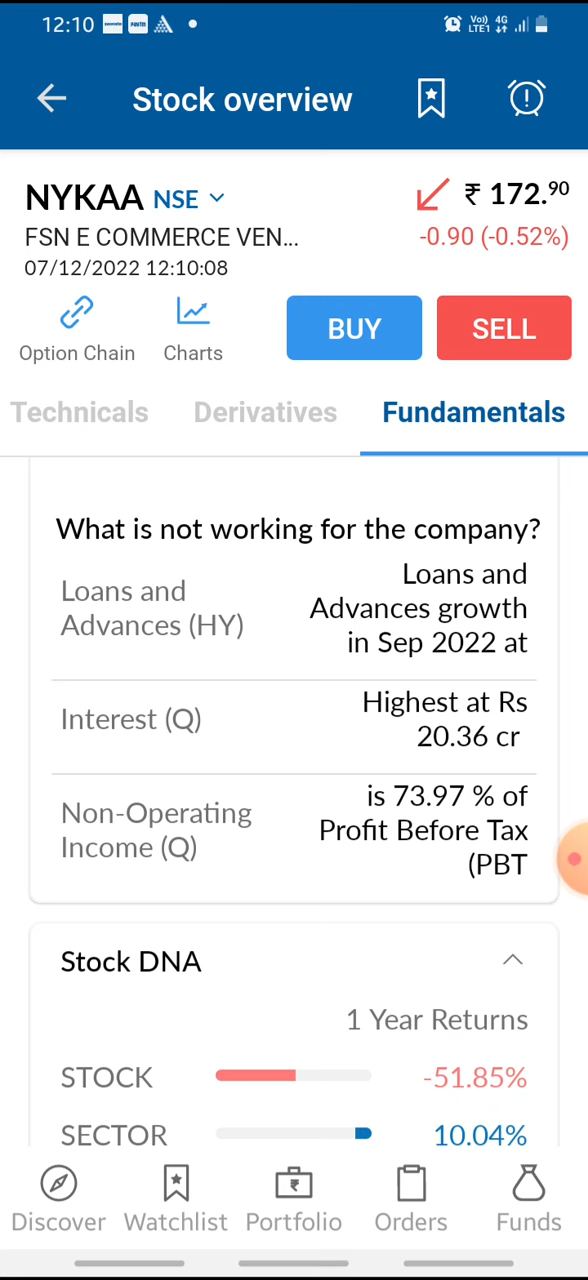 12:10
Vo) 4G
LTE1
Stock overview
NYKAA NSE
₹ 172.90
FSN E COMMERCE VEN...
-0.90 (-0.52%)
07/12/2022 12:10:08
Option Chain
Charts
BUY
SELL
Technicals Derivatives Fundamentals
What is not working for the company?
Loans and
Advances (HY)
Loans and
Advances growth
in Sep 2022 at
Interest (Q)
Highest at Rs
20.36 cr
Non-Operating
Income (Q)
is 73.97 % of
Profit Before Tax
(PBT
Stock DNA
1 Year Returns
STOCK -51.85%
SECTOR 10.04%
Discover Watchlist Portfolio Orders Funds